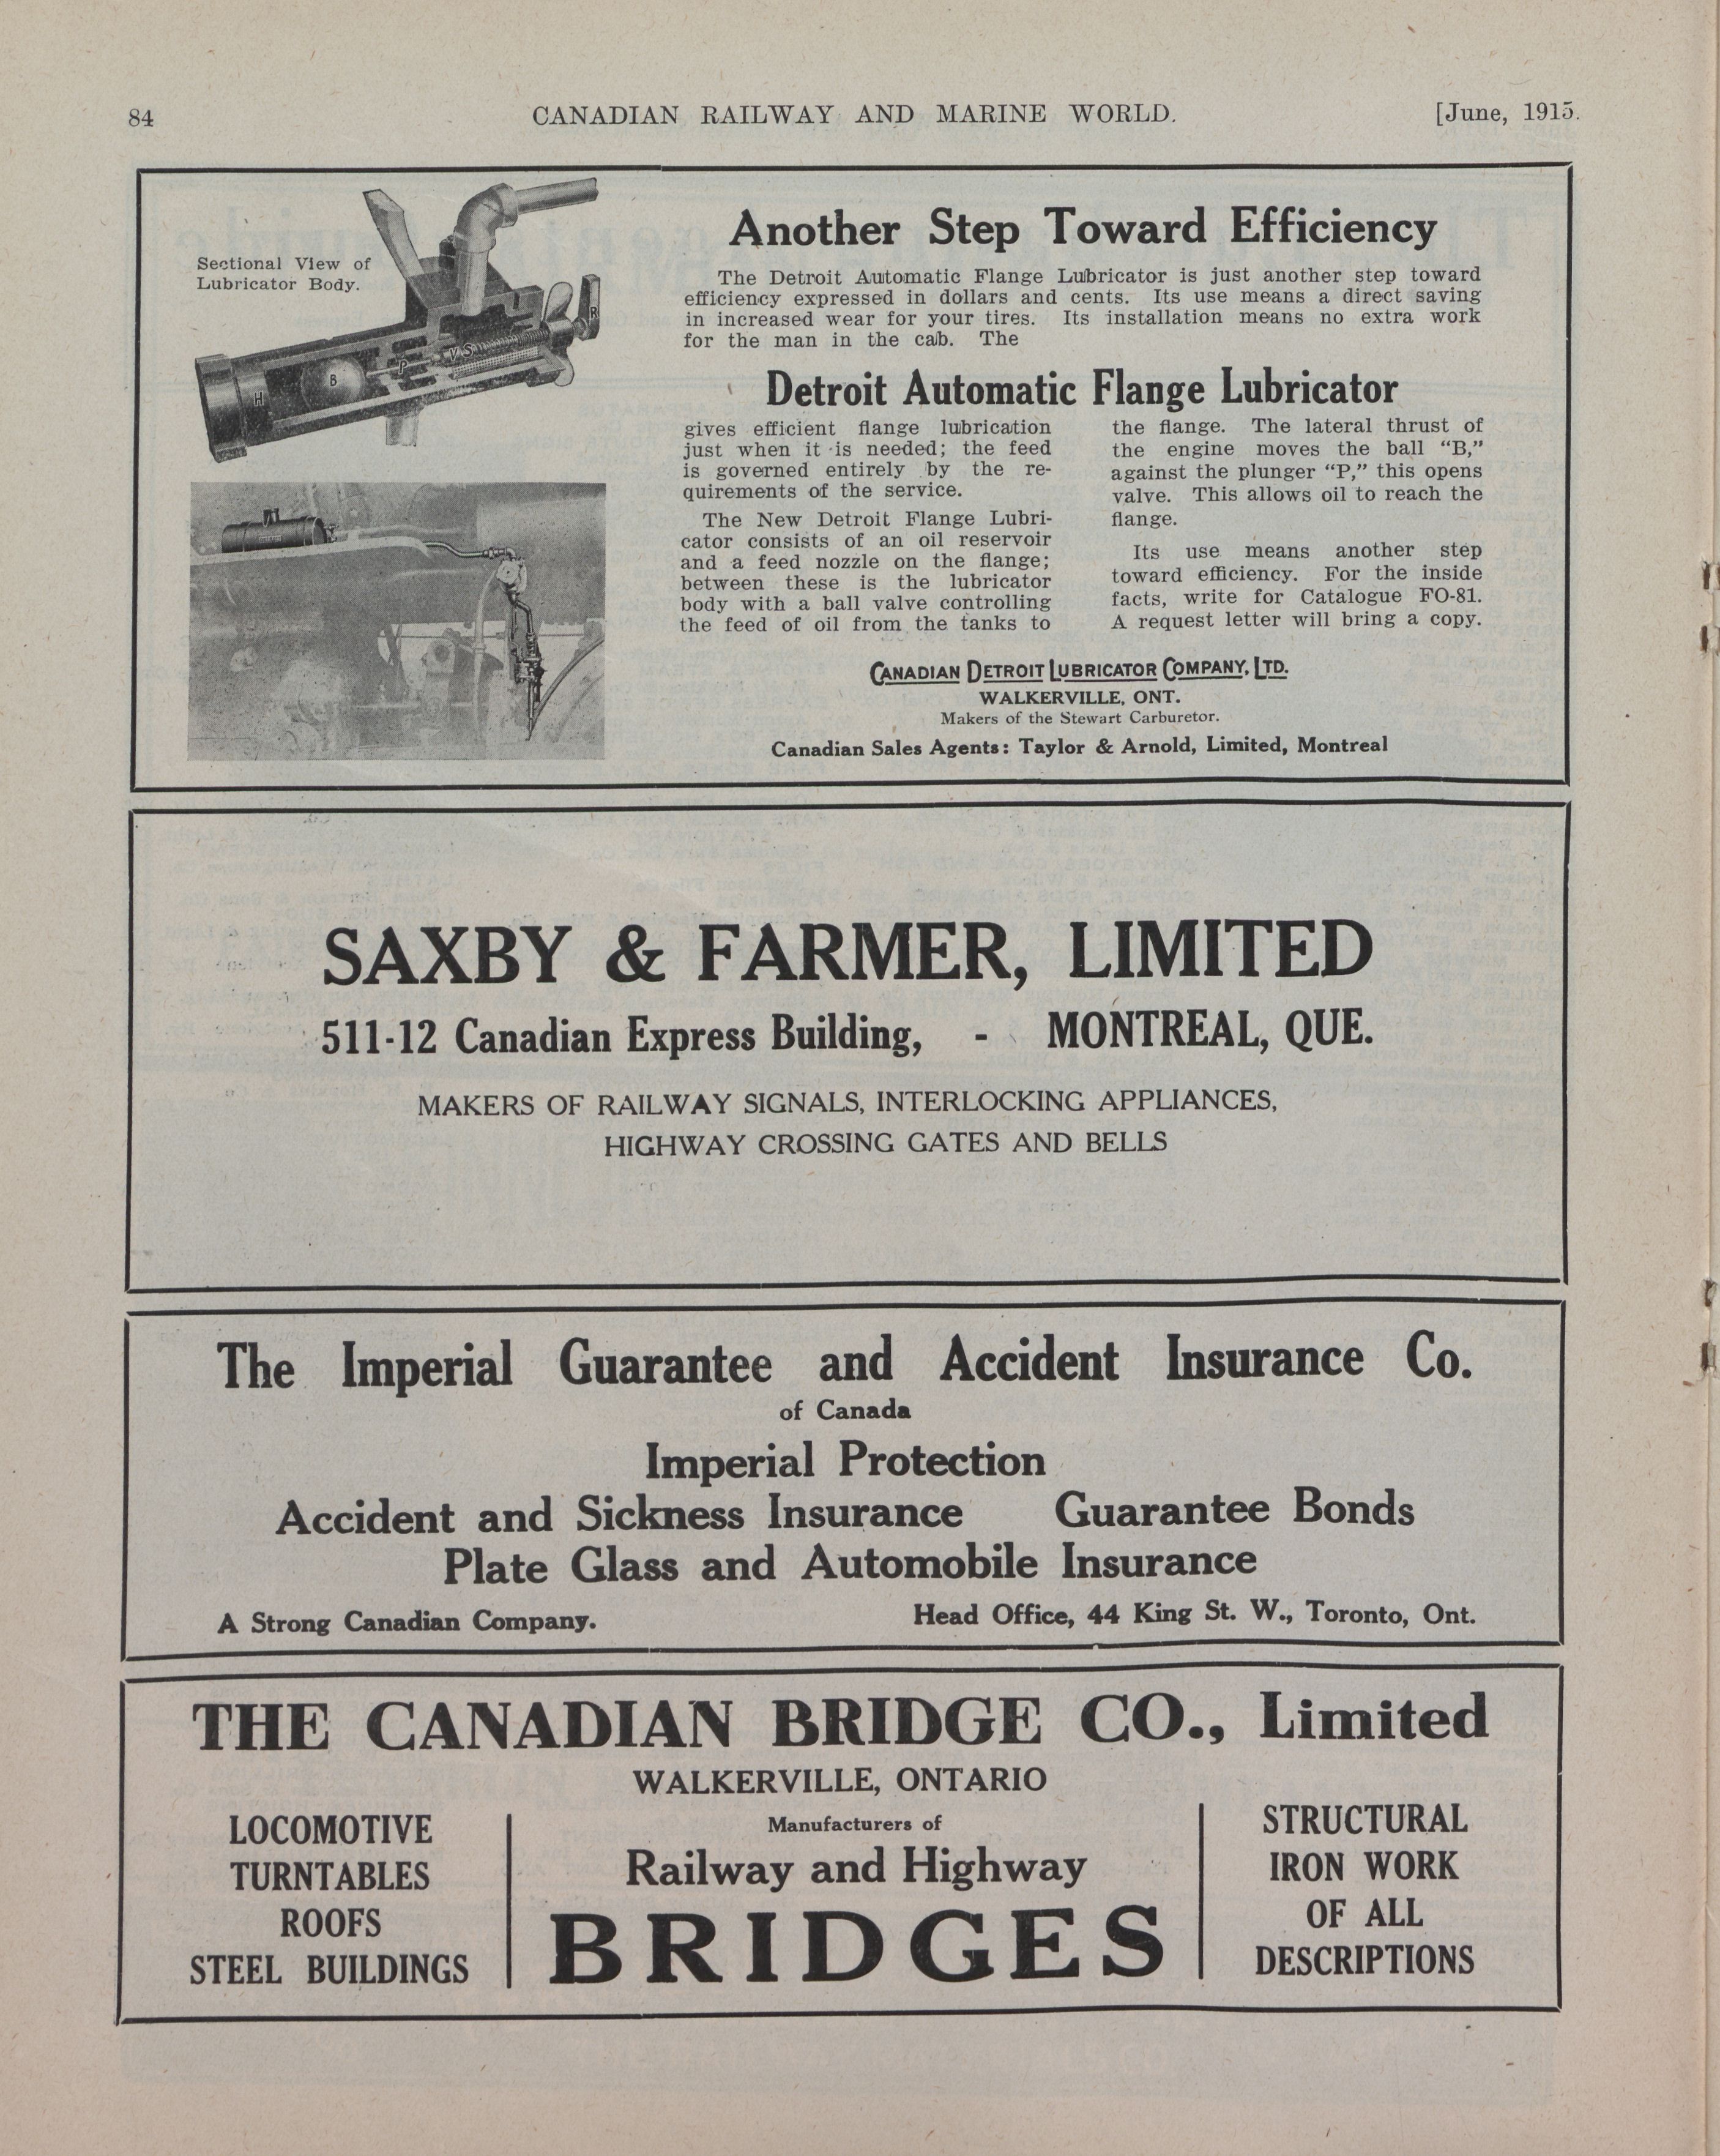 84
CANADIAN RAILWAY AND MARINE WORLD.
[June, 1915.
Sectional View of
Lubricator Body.
H
B
P
V
S
R
Another Step Toward Efficiency
The Detroit Automatic Flange Lubricator is just another step toward
efficiency expressed in dollars and cents. Its use means a direct saving
in increased wear for your tires. Its installation means no extra work
for the man in the cab. The
Detroit Automatic Flange Lubricator
gives efficient flange lubrication
just when it is needed; the feed
is governed entirely by the re-
quirements of the service.
The New Detroit Flange Lubri-
cator consists of an oil reservoir
and a feed nozzle on the flange;
between these is the lubricator
body with a ball valve controlling
the feed of oil from the tanks to
the flange. The lateral thrust of
the engine moves the ball “B,”
against the plunger “P,” this opens
valve. This allows oil to reach the
flange.
Its use means another step
toward efficiency. For the inside
facts, write for Catalogue FO-81.
A request letter will bring a copy.
CANADIAN DETROIT LUBRICATOR COMPANY, LTD.
WALKERVILLE, ONT.
Makers of the Stewart Carburetor.
Canadian Sales Agents: Taylor & Arnold, Limited, Montreal
SAXBY & FARMER, LIMITED
511-12 Canadian Express Building, - MONTREAL, QUE.
MAKERS OF RAILWAY SIGNALS, INTERLOCKING APPLIANCES,
HIGHWAY CROSSING GATES AND BELLS
The Imperial Guarantee and Accident Insurance Co.
of Canada
Imperial Protection
Accident and Sickness Insurance Guarantee Bonds
Plate Glass and Automobile Insurance
A Strong Canadian Company. Head Office, 44 King St. W., Toronto, Ont.
THE CANADIAN BRIDGE CO., Limited
WALKERVILLE, ONTARIO
LOCOMOTIVE
TURNTABLES
ROOFS
STEEL BUILDINGS
Manufacturers of
Railway and Highway
BRIDGES
STRUCTURAL
IRON WORK
OF ALL
DESCRIPTIONS